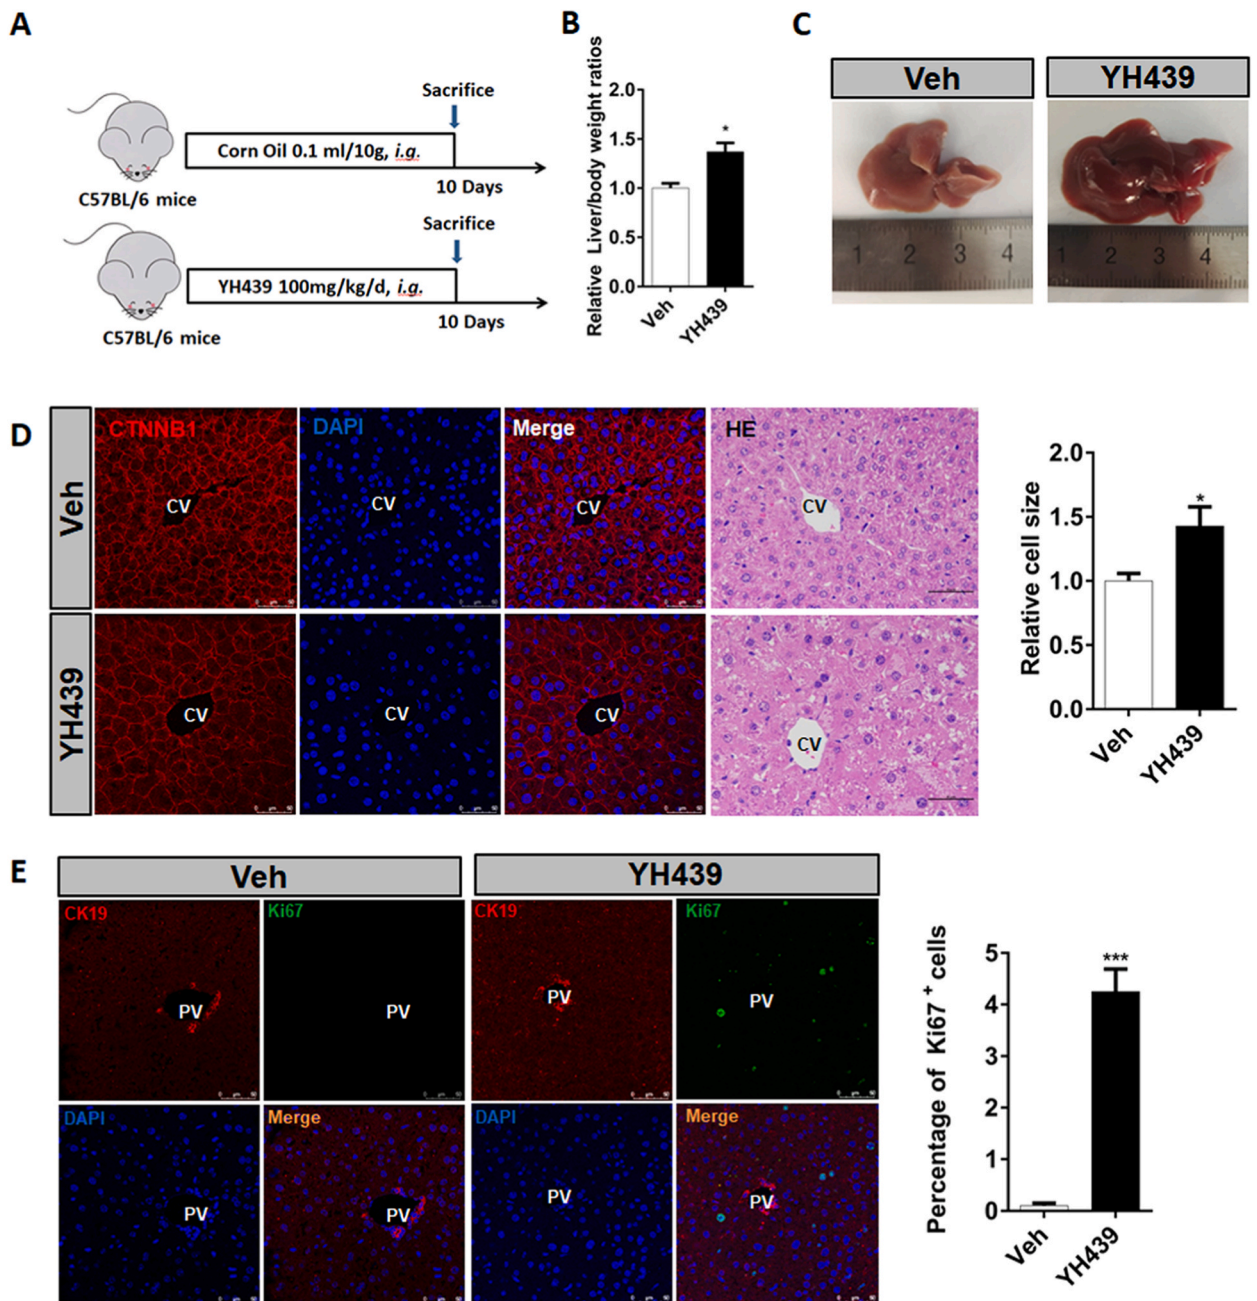 A
Sacrifice
Corn Oil 0.1 ml/10g, i.g.
10 Days
C57BL/6 mice
Sacrifice
YH439 100mg/kg/d, i.g.
10 Days
C57BL/6 mice
B
Relative Liver/body weight ratios
2.0
1.5
1.0
0.5
0.0
*
Veh
YH439
C
Veh
YH439
1 2 3 4
1 2 3 4
D
Veh
CTNNB1
DAPI
Merge
HE
CV
CV
CV
CV
YH439
CV
CV
CV
CV
Relative cell size
2.0
1.5
1.0
0.5
0.0
*
Veh
YH439
E
Veh
YH439
CK19
Ki67
CK19
Ki67
PV
PV
PV
PV
DAPI
Merge
DAPI
Merge
PV
PV
PV
PV
Percentage of Ki67 + cells
5
4
3
2
1
0
***
Veh
YH439